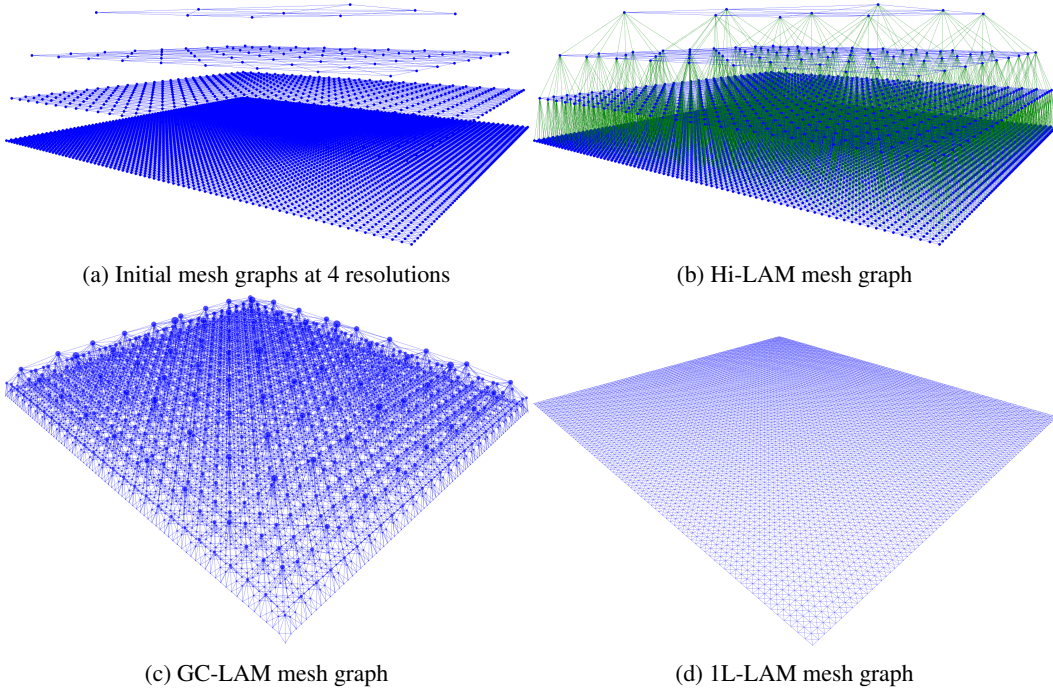 (a) Initial mesh graphs at 4 resolutions
(b) Hi-LAM mesh graph
(c) GC-LAM mesh graph
(d) 1L-LAM mesh graph